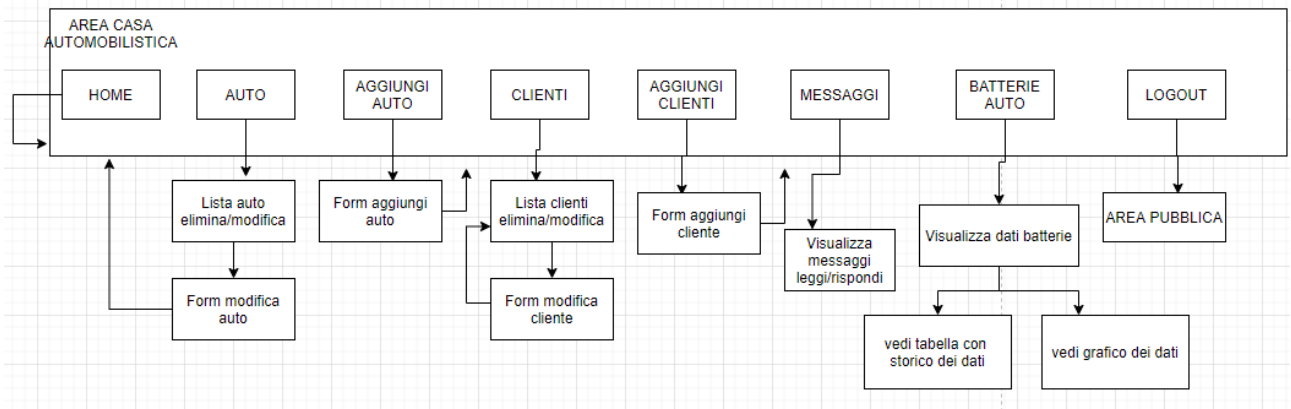 AREA CASA
AUTOMOBILISTICA
HOME
AUTO
AGGIUNGI
AUTO
CLIENTI
AGGIUNGI
CLIENTI
MESSAGGI
BATTERIE
AUTO
LOGOUT
Lista auto
elimina/modifica
Form aggiungi
auto
Lista clienti
elimina/modifica
Form aggiungi
cliente
Visualizza
messaggi
leggi/rispondi
Visualizza dati batterie
AREA PUBBLICA
Form modifica
auto
Form modifica
cliente
vedi tabella con
storico dei dati
vedi grafico dei dati